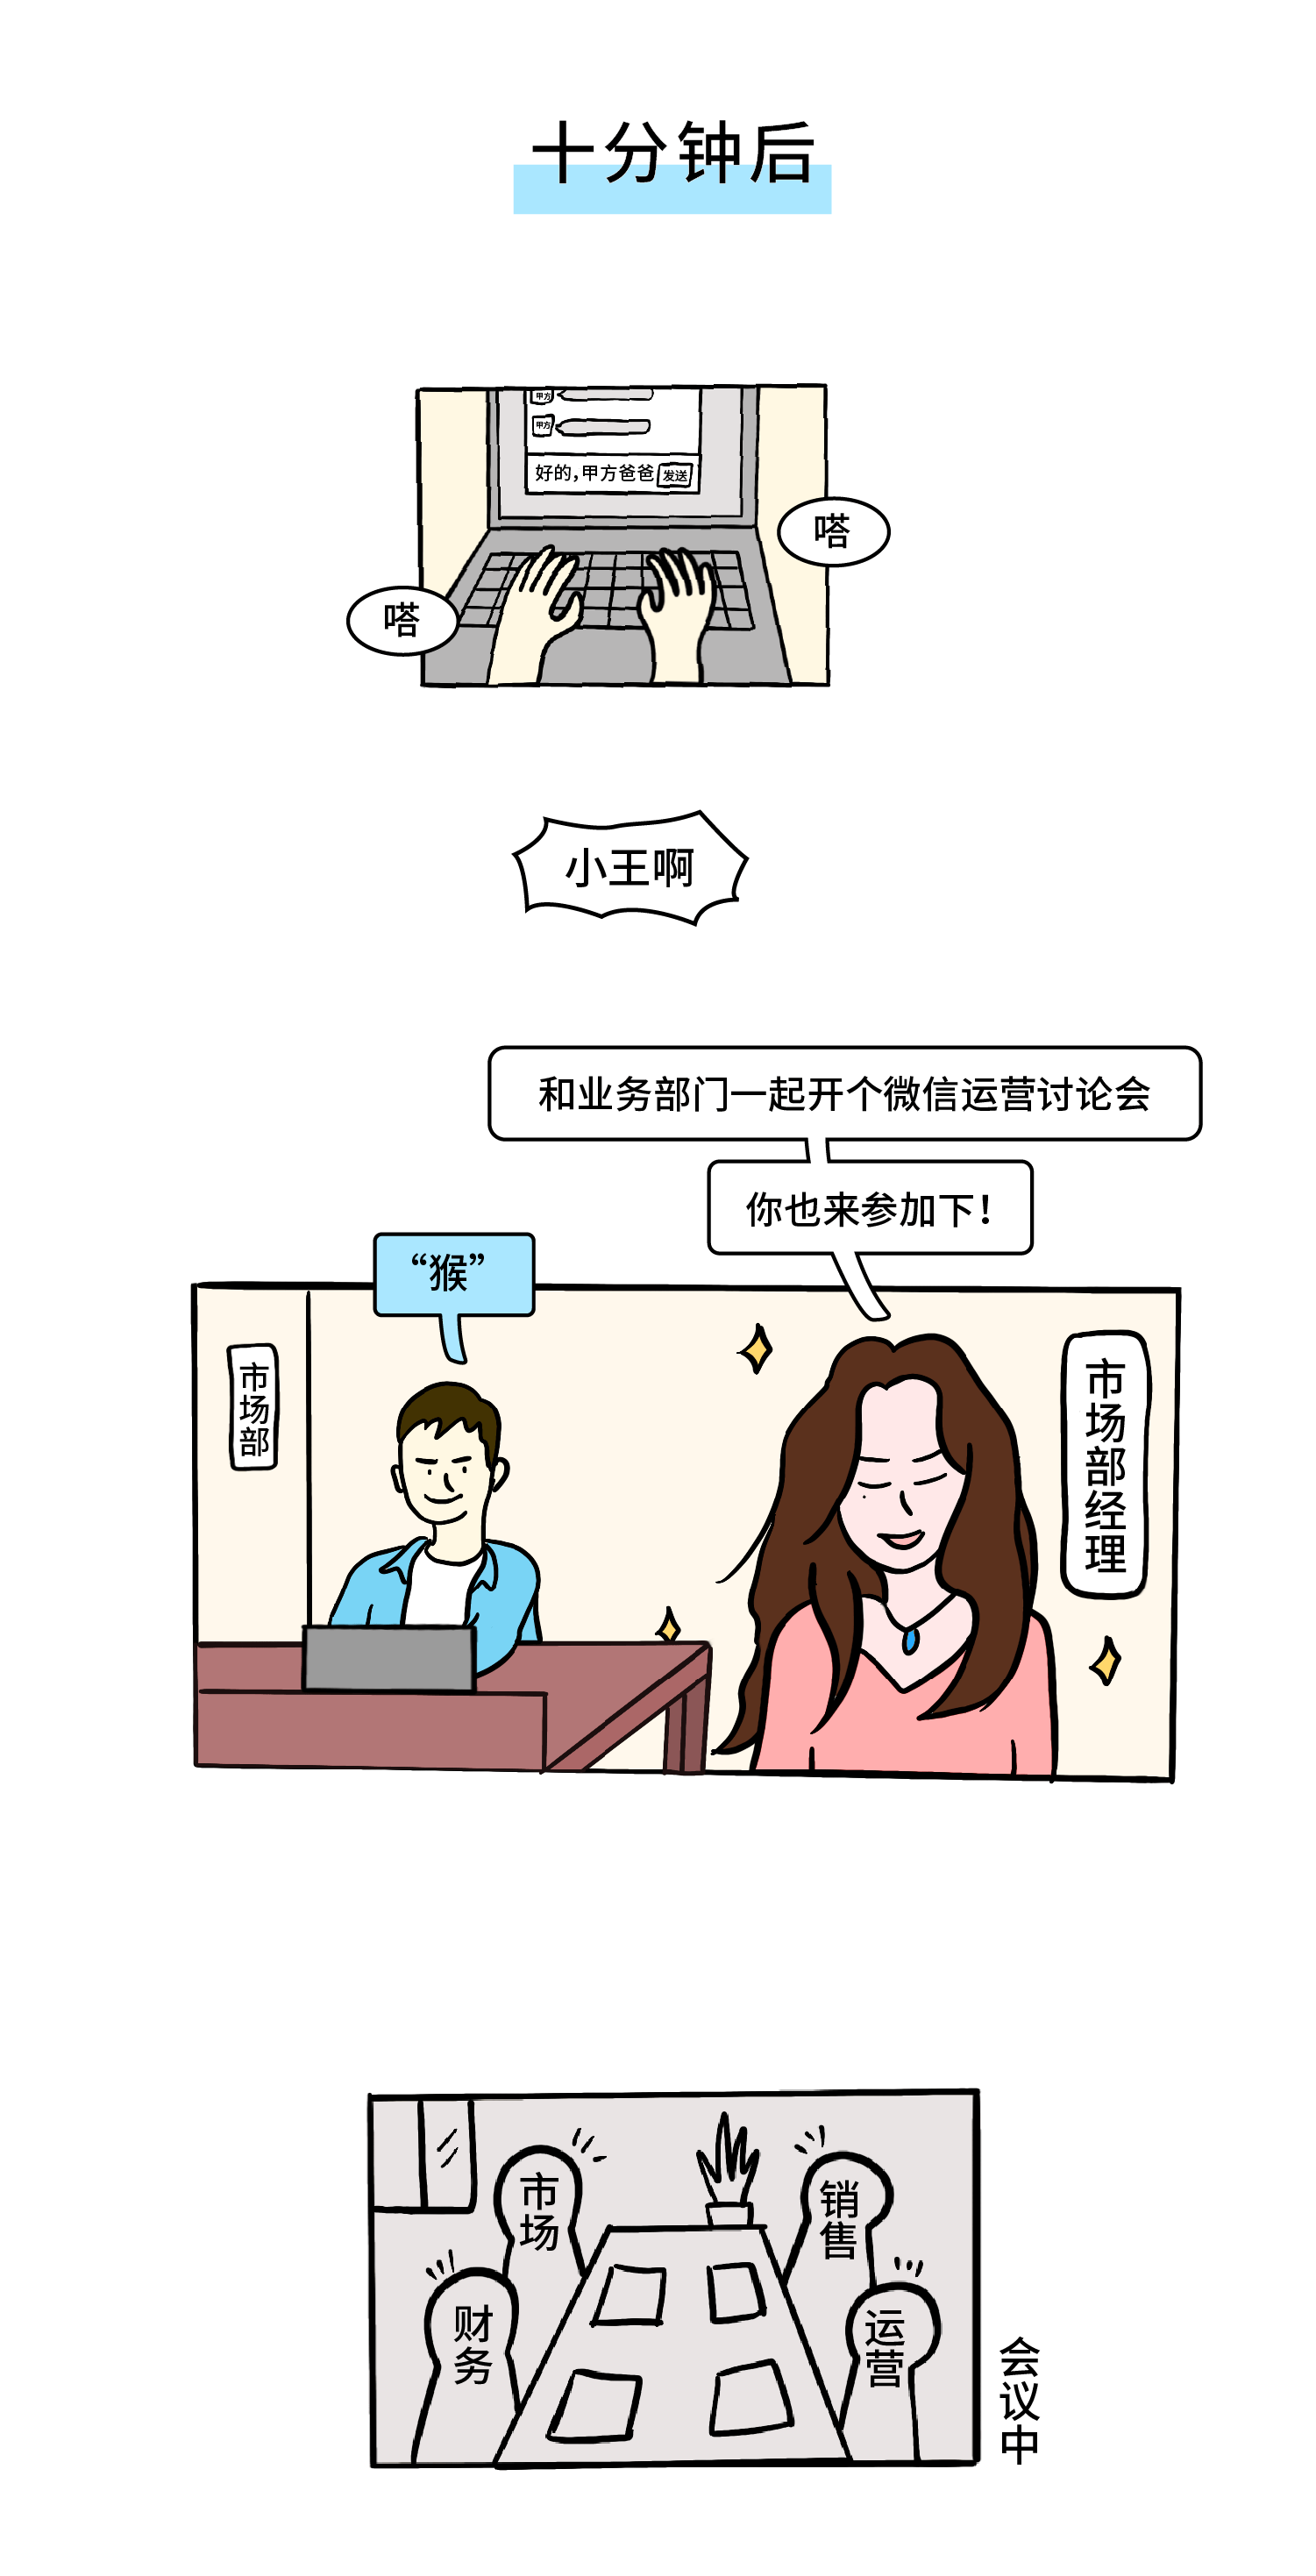 十分钟后
甲方
甲方
好的，甲方爸爸
发送
嗒
嗒
小王啊
和业务部门一起开个微信运营讨论会
你也来参加下！
“猴”
市场部
市场部经理
市场
销售
财务
运营
会议中